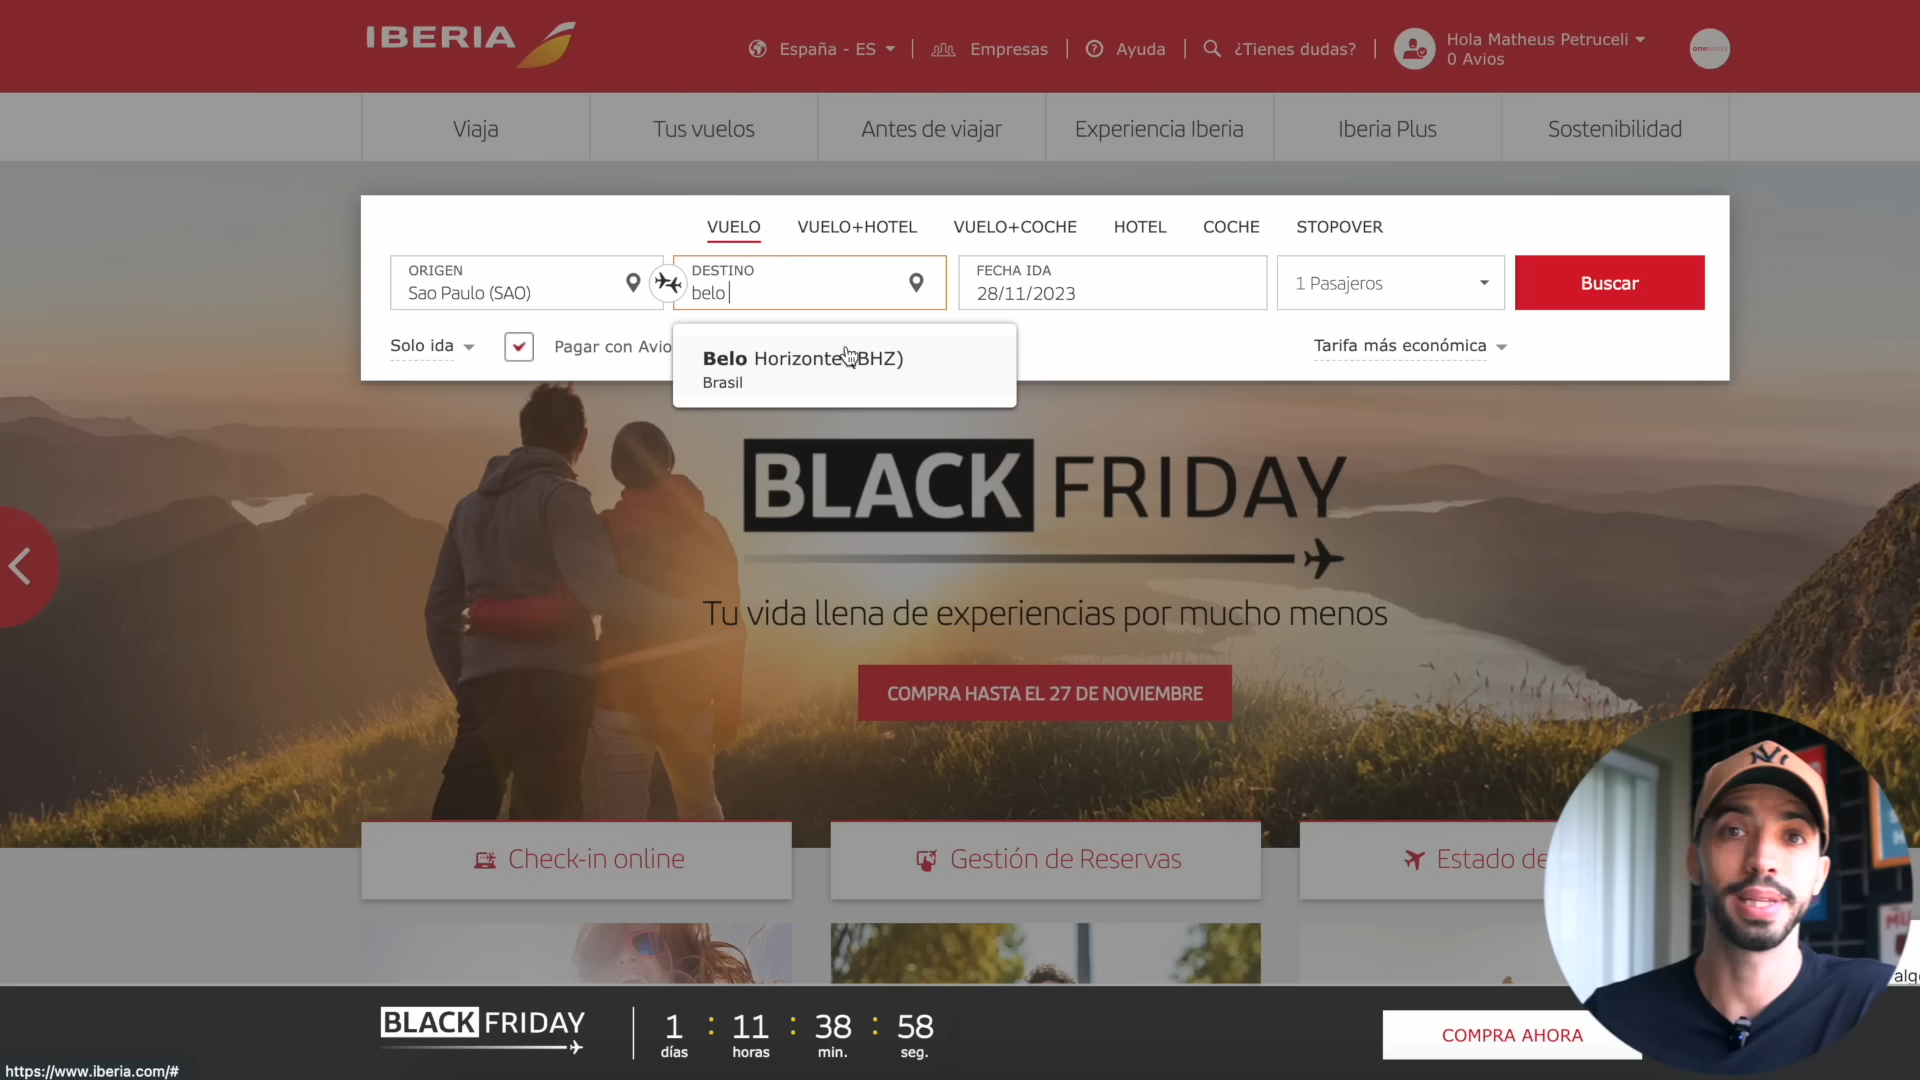 IBERIA
España - ES
Empresas
Ayuda
¿Tienes dudas?
Hola Matheus Petruceli
0 Avios
oneworld
Viaja
Tus vuelos
Antes de viajar
Experiencia Iberia
Iberia Plus
Sostenibilidad
VUELO
VUELO+HOTEL
VUELO+COCHE
HOTEL
COCHE
STOPOVER
ORIGEN
Sao Paulo (SAO)
DESTINO
belo
FECHA IDA
28/11/2023
1 Pasajeros
Buscar
Solo ida
Pagar con Avio
Tarifa más económica
Belo Horizonte (BHZ)
Brasil
BLACK FRIDAY
Tu vida llena de experiencias por mucho menos
COMPRA HASTA EL 27 DE NOVIEMBRE
Check-in online
Gestión de Reservas
Estado de
BLACK FRIDAY
1 : 11 : 38 : 58
días horas min. seg.
COMPRA AHORA
alg
https://www.iberia.com/#